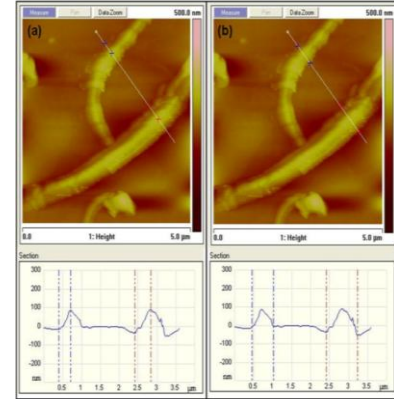 Measure Pan Data Zoom 500.0 nm
(a)
0.0 1: Height 5.0 µm
Section
300
200
100
0
-100
-200
nm
0.5 1 1.5 2 2.5 3 3.5 µm
Measure Pan Data Zoom 500.0 nm
(b)
0.0 1: Height 5.0 µm
Section
300
200
100
0
-100
-200
nm
0.5 1 1.5 2 2.5 3 3.5 µm